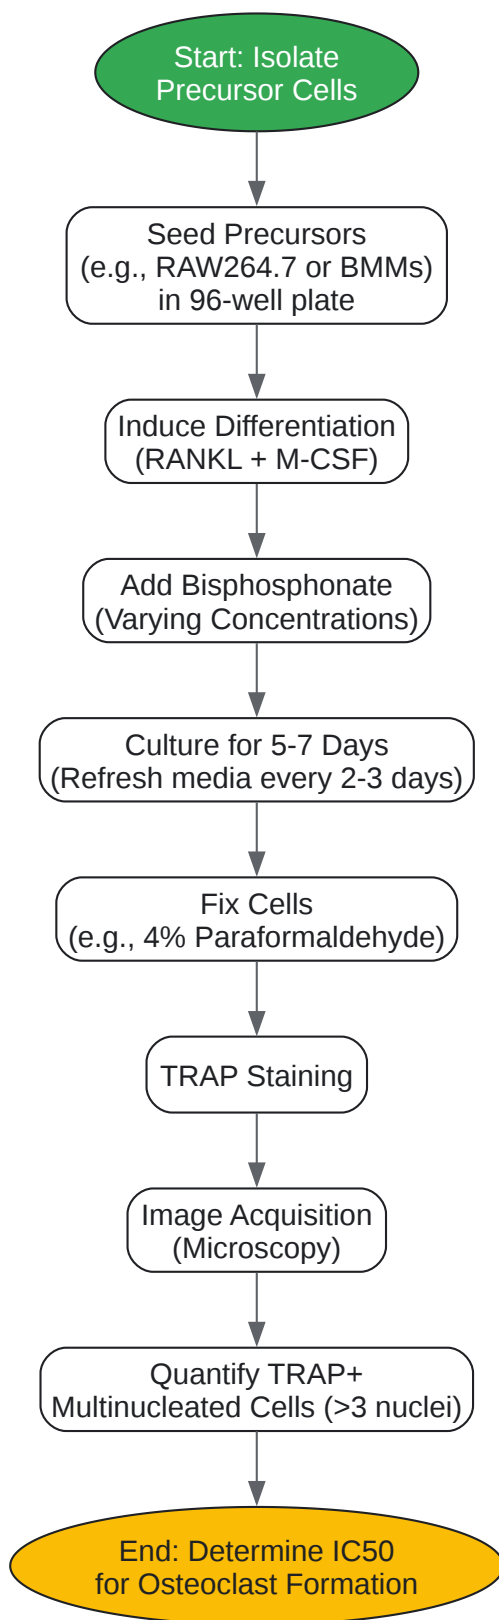 Start: Isolate
Precursor Cells
Seed Precursors
(e.g., RAW264.7 or BMMs)
in 96-well plate
Induce Differentiation
(RANKL + M-CSF)
Add Bisphosphonate
(Varying Concentrations)
Culture for 5-7 Days
(Refresh media every 2-3 days)
Fix Cells
(e.g., 4% Paraformaldehyde)
TRAP Staining
Image Acquisition
(Microscopy)
Quantify TRAP+
Multinucleated Cells (>3 nuclei)
End: Determine IC50
for Osteoclast Formation